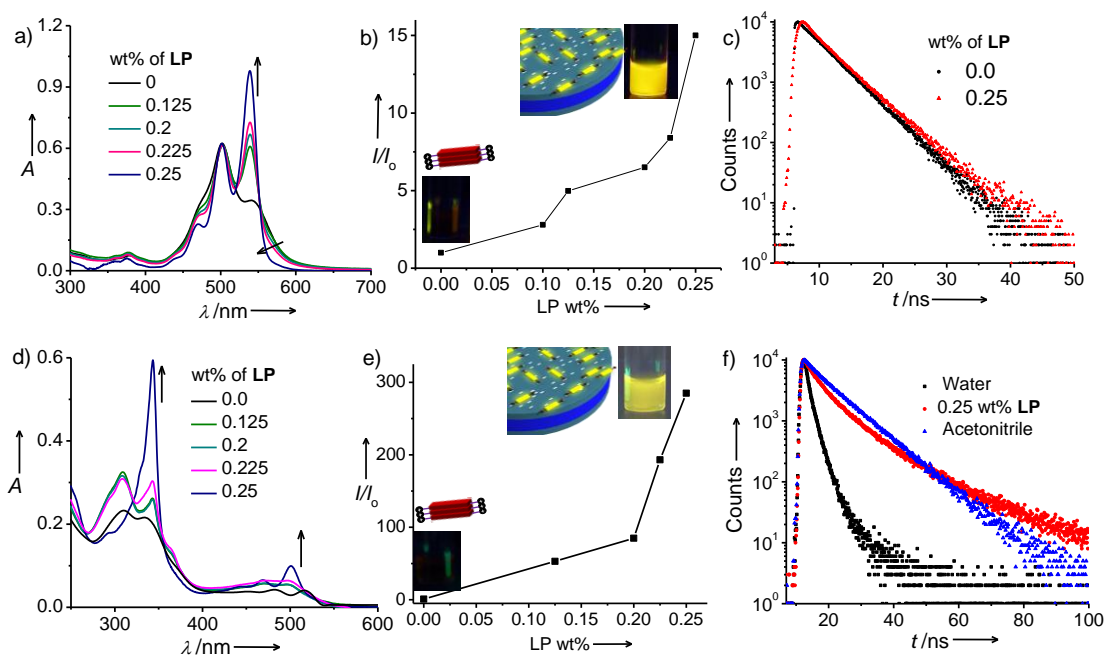 a)
wt% of LP
0
0.125
0.2
0.225
0.25
A
1.2
0.9
0.6
0.3
0.0
300 400 500 600 700
λ /nm
b)
I/Io
15
10
5
0
0.00 0.05 0.10 0.15 0.20 0.25
LP wt%
c)
wt% of LP
0.0
0.25
Counts
10^4
10^3
10^2
10^1
10^0
10 20 30 40 50
t /ns
d)
wt% of LP
0.0
0.125
0.2
0.225
0.25
A
0.6
0.4
0.2
0.0
300 400 500 600
λ /nm
e)
I/Io
300
225
150
75
0
0.00 0.05 0.10 0.15 0.20 0.25
LP wt%
f)
Water
0.25 wt% LP
Acetonitrile
Counts
10^4
10^3
10^2
10^1
10^0
20 40 60 80 100
t /ns